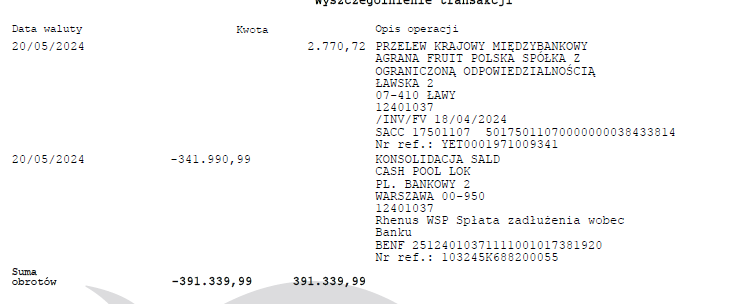 Wyszczególnienie transakcji
Data waluty Kwota Opis operacji
20/05/2024 2.770,72 PRZELEW KRAJOWY MIĘDZYBANKOWY
AGRANA FRUIT POLSKA SPÓŁKA Z
OGRANICZONĄ ODPOWIEDZIALNOŚCIĄ
ŁAWSKA 2
07-410 ŁAWY
12401037
/INV/FV 18/04/2024
SACC 17501107 50175011070000000038433814
Nr ref.: YET0001971009341
20/05/2024 -341.990,99 KONSOLIDACJA SALD
CASH POOL LOK
PL. BANKOWY 2
WARSZAWA 00-950
12401037
Rhenus WSP Spłata zadłużenia wobec
Banku
BENF 25124010371111001017381920
Nr ref.: 103245K688200055
Suma
obrotów -391.339,99 391.339,99